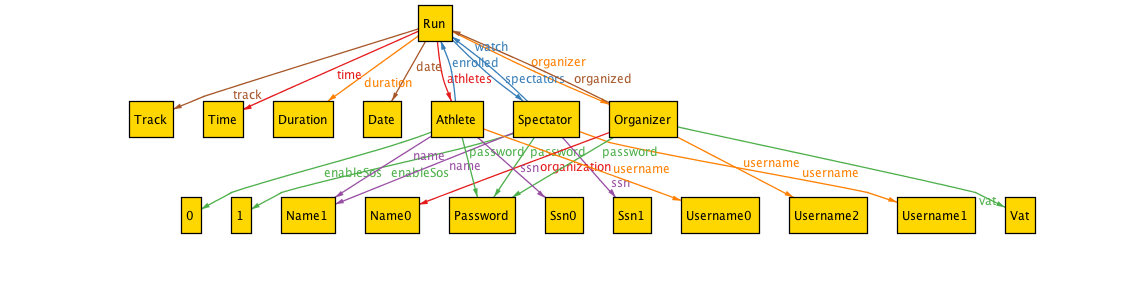 Run
watch
organizer
enrolled
date
time
athletes
spectators
organized
duration
track
Track
Time
Duration
Date
Athlete
Spectator
Organizer
password
password
password
name
name
username
username
enableSos
enableSos
ssn
organization
username
ssn
vat
0
1
Name1
Name0
Password
Ssn0
Ssn1
Username0
Username2
Username1
Vat